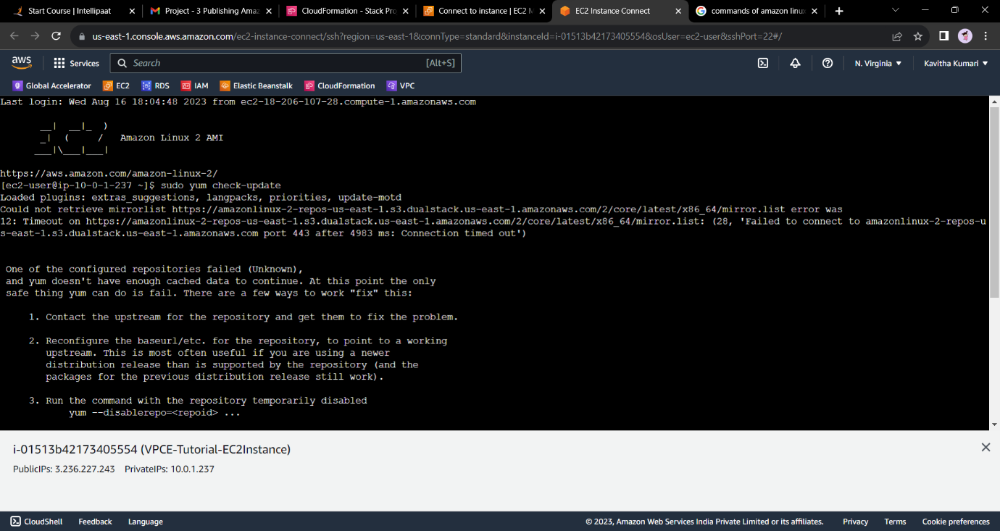 Start Course | Intellipaat
Project - 3 Publishing Amaz
CloudFormation - Stack Pro
Connect to instance | EC2 M
EC2 Instance Connect
commands of amazon linu
us-east-1.console.aws.amazon.com/ec2-instance-connect/ssh?region=us-east-1&connType=standard&instanceId=i-01513b42173405554&osUser=ec2-user&sshPort=22#/
aws
Services
Search
[Alt+S]
N. Virginia
Kavitha Kumari
Global Accelerator
EC2
RDS
IAM
Elastic Beanstalk
CloudFormation
VPC
Last login: Wed Aug 16 18:04:48 2023 from ec2-18-206-107-28.compute-1.amazonaws.com
__|  __|_  )
_|  (     /   Amazon Linux 2 AMI
___|\___|___|
https://aws.amazon.com/amazon-linux-2/
[ec2-user@ip-10-0-1-237 ~]$ sudo yum check-update
Loaded plugins: extras_suggestions, langpacks, priorities, update-motd
Could not retrieve mirrorlist https://amazonlinux-2-repos-us-east-1.s3.dualstack.us-east-1.amazonaws.com/2/core/latest/x86_64/mirror.list error was
12: Timeout on https://amazonlinux-2-repos-us-east-1.s3.dualstack.us-east-1.amazonaws.com/2/core/latest/x86_64/mirror.list: (28, 'Failed to connect to amazonlinux-2-repos-u
s-east-1.s3.dualstack.us-east-1.amazonaws.com port 443 after 4983 ms: Connection timed out')
One of the configured repositories failed (Unknown),
and yum doesn't have enough cached data to continue. At this point the only
safe thing yum can do is fail. There are a few ways to work "fix" this:
1. Contact the upstream for the repository and get them to fix the problem.
2. Reconfigure the baseurl/etc. for the repository, to point to a working
upstream. This is most often useful if you are using a newer
distribution release than is supported by the repository (and the
packages for the previous distribution release still work).
3. Run the command with the repository temporarily disabled
yum --disablerepo=<repoid> ...
i-01513b42173405554 (VPCE-Tutorial-EC2Instance)
PublicIPs: 3.236.227.243 PrivateIPs: 10.0.1.237
CloudShell
Feedback
Language
© 2023, Amazon Web Services India Private Limited or its affiliates.
Privacy
Terms
Cookie preferences